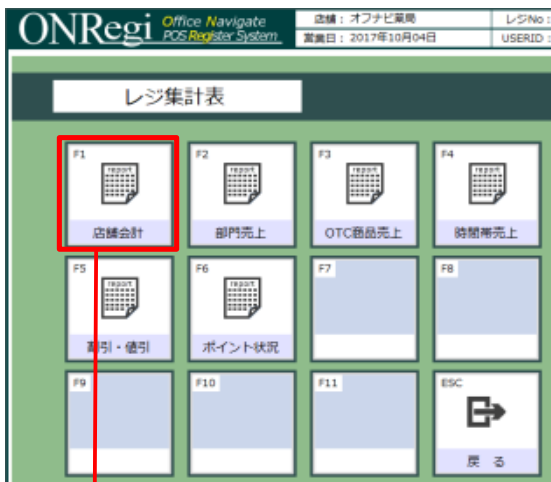 ONRegi Office Navigate POS Register System
店舗： オフナビ薬局 レジNo：
営業日： 2017年10月04日 USERID：
レジ集計表
F1 report 店舗会計
F2 report 部門売上
F3 report OTC商品売上
F4 report 時間帯売上
F5 report 割引・値引
F6 report ポイント状況
F7
F8
F9
F10
F11
ESC 戻 る